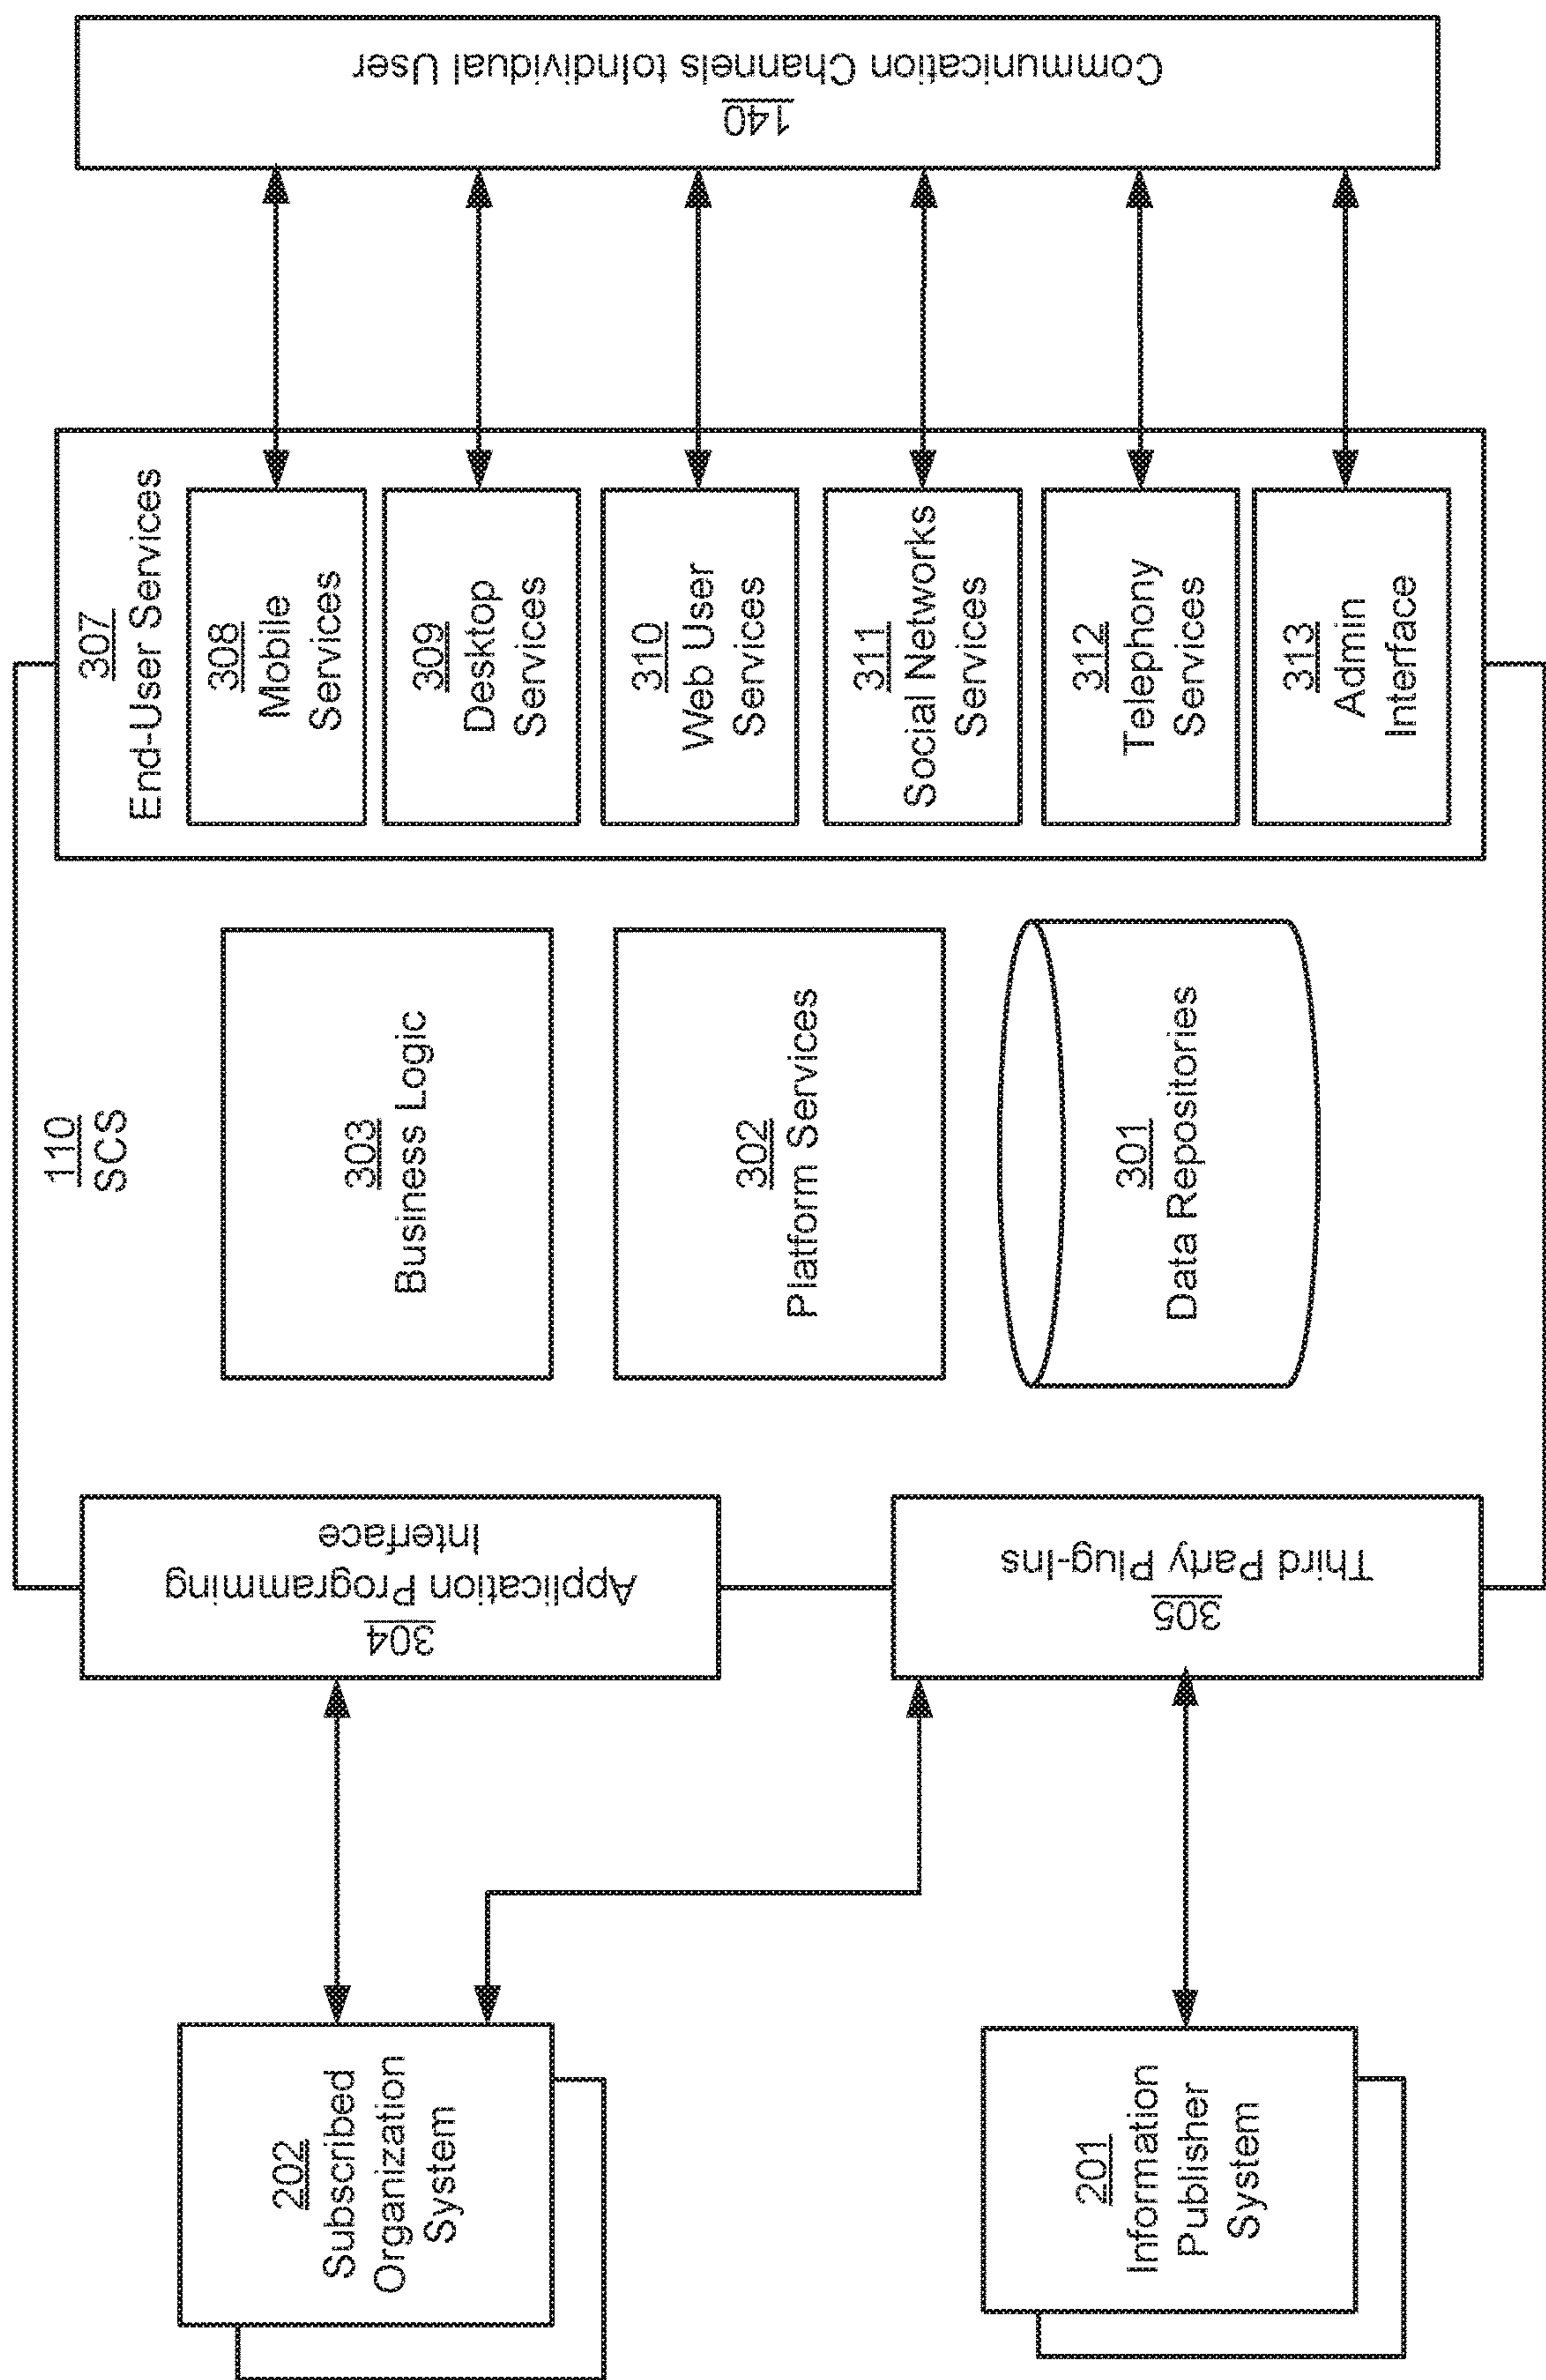 110
SCS
202
Subscribed
Organization
System
201
Information
Publisher
System
304
Application Programming
Interface
305
Third Party Plug-Ins
303
Business Logic
302
Platform Services
301
Data Repositories
307
End-User Services
308
Mobile
Services
309
Desktop
Services
310
Web User
Services
311
Social Networks
Services
312
Telephony
Services
313
Admin
Interface
140
Communication Channels toIndividual User